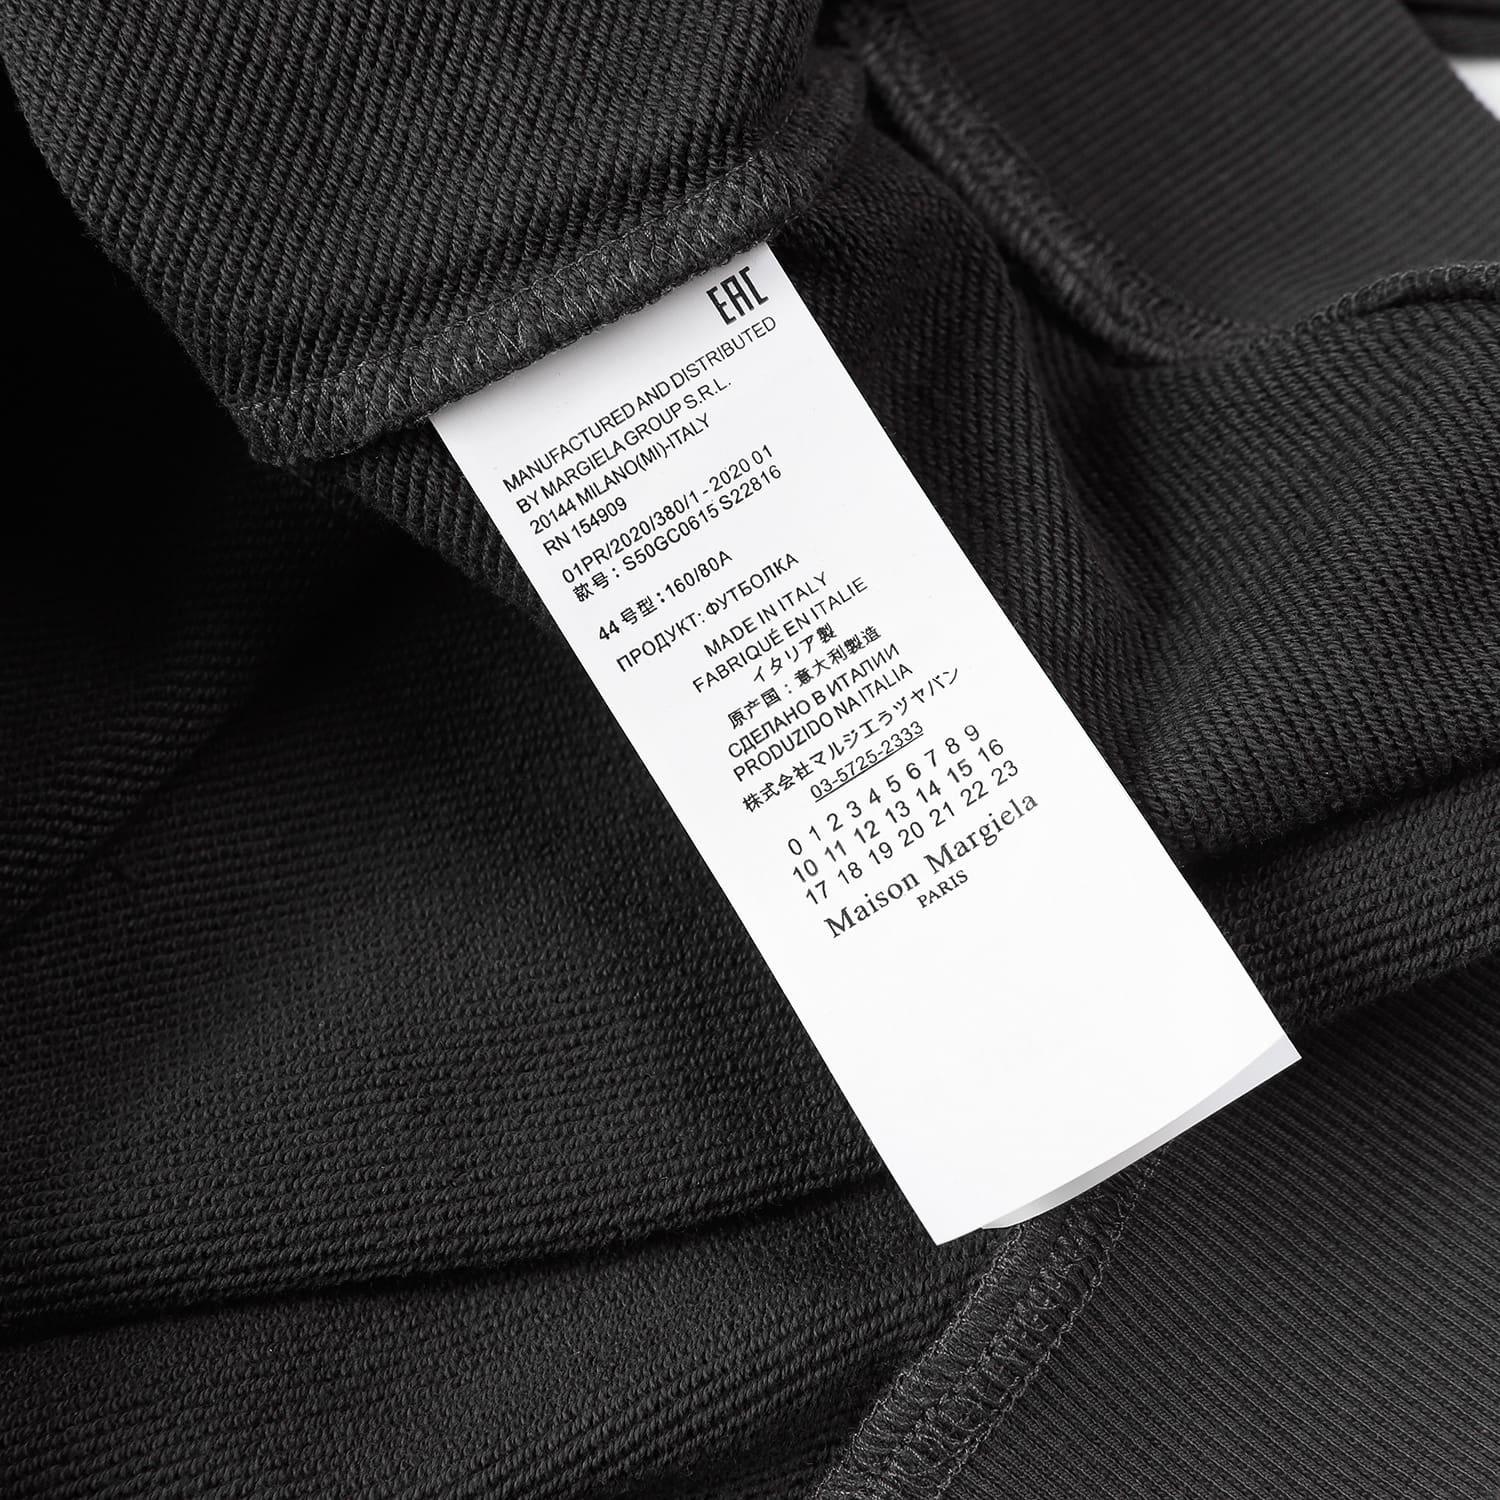 EAC
MANUFACTURED AND DISTRIBUTED
BY MARGIELA GROUP S.R.L.
20144 MILANO(MI)-ITALY
RN 154909
01PR/2020/380/1 - 2020 01
款号：S50GC0615 S22816
44 号型：160/80A
ПРОДУКТ: ФУТБОЛКА
MADE IN ITALY
FABRIQUÉ EN ITALIE
イタリア製
原产国：意大利製造
СДЕЛАНО В ИТАЛИИ
PRODUZIDO NA ITALIA
株式会社マルジエラヅヤバン
03-5725-2333
0 1 2 3 4 5 6 7 8 9
10 11 12 13 14 15 16
17 18 19 20 21 22 23
Maison Margiela
PARIS